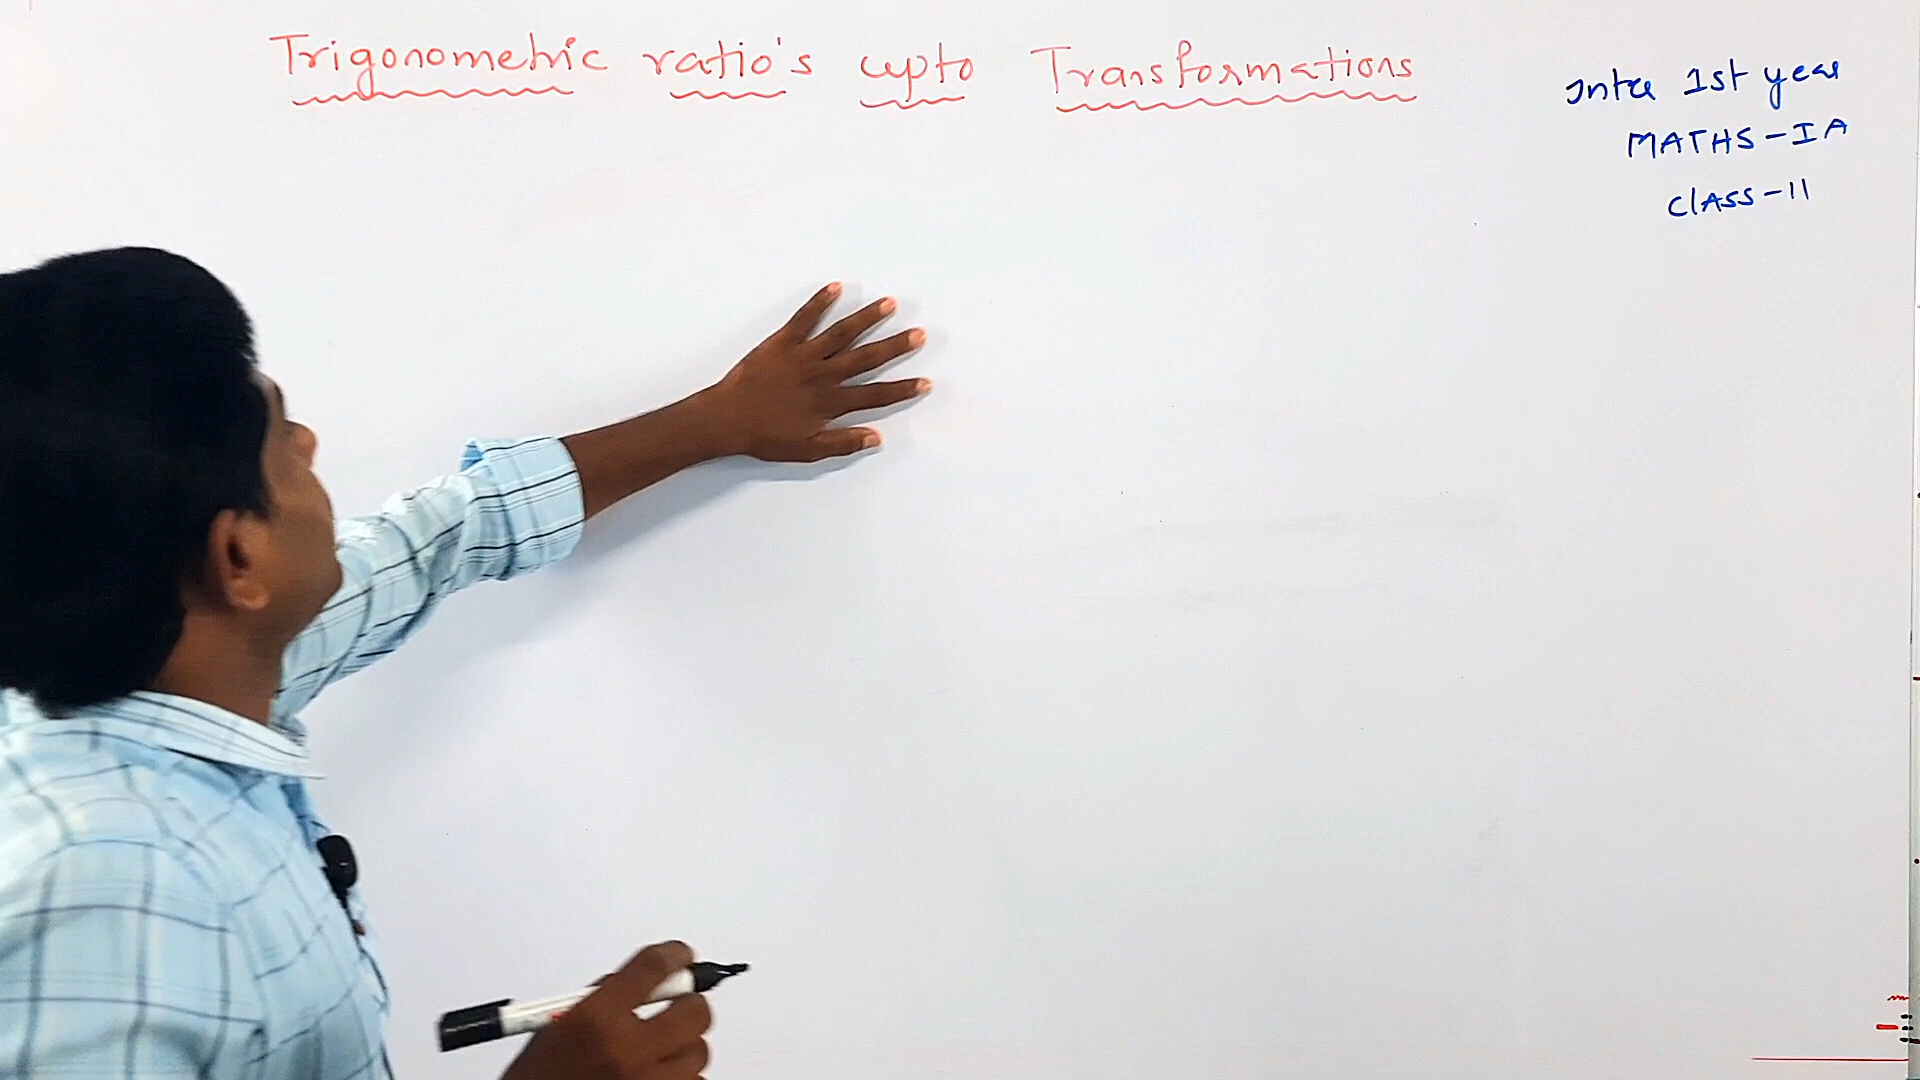 Trigonometric ratio's upto Transformations
Inter 1st year
MATHS-IA
CLASS-11